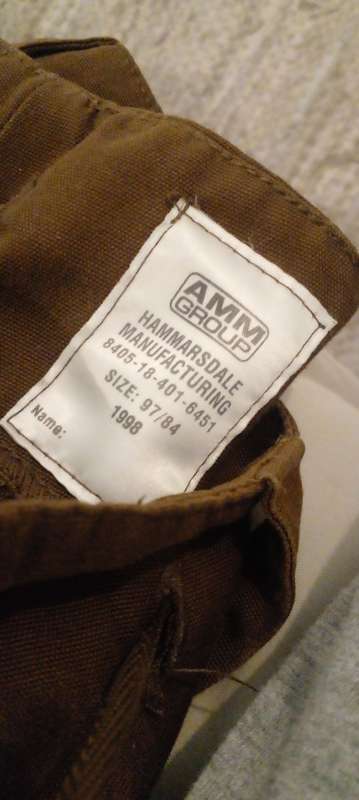 AMM
GROUP
HAMMARSDALE
MANUFACTURING
8405-18-401-6451
SIZE: 97/84
1998
Name: